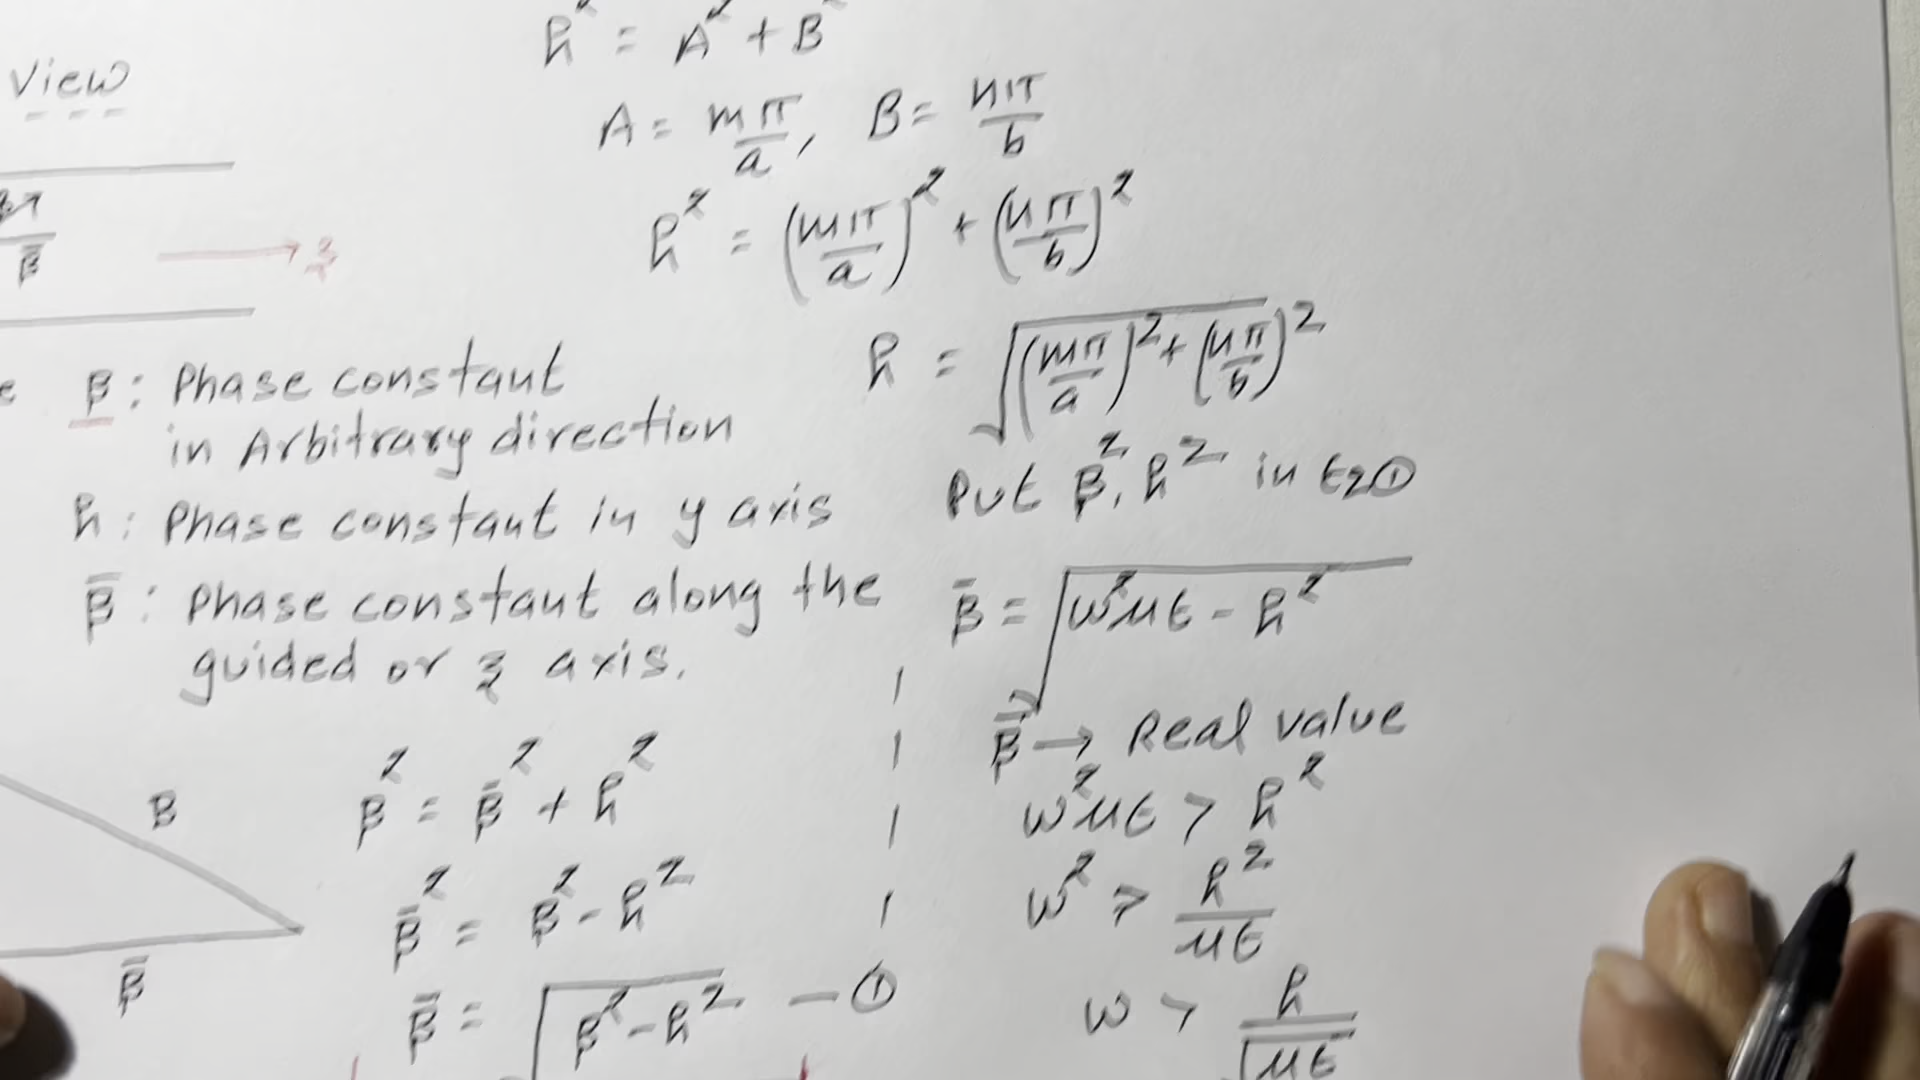 View
π
β̿
→ z
β : Phase constant
in Arbitrary direction
h : Phase constant in y axis
β̿ : Phase constant along the
guided or z axis.
β
β̿
β² = β̿² + h²
β̿² = β² - h²
β̿ = √(β² - h²) - ①
h² = A² + B²
A = mπ/a, B = nπ/b
h² = (mπ/a)² + (nπ/b)²
h = √((mπ/a)² + (nπ/b)²)
Put β², h² in Eq ①
β̿ = √(ω²με - h²)
β̿ → Real value
ω²με > h²
ω² > h²/με
ω > h/√με